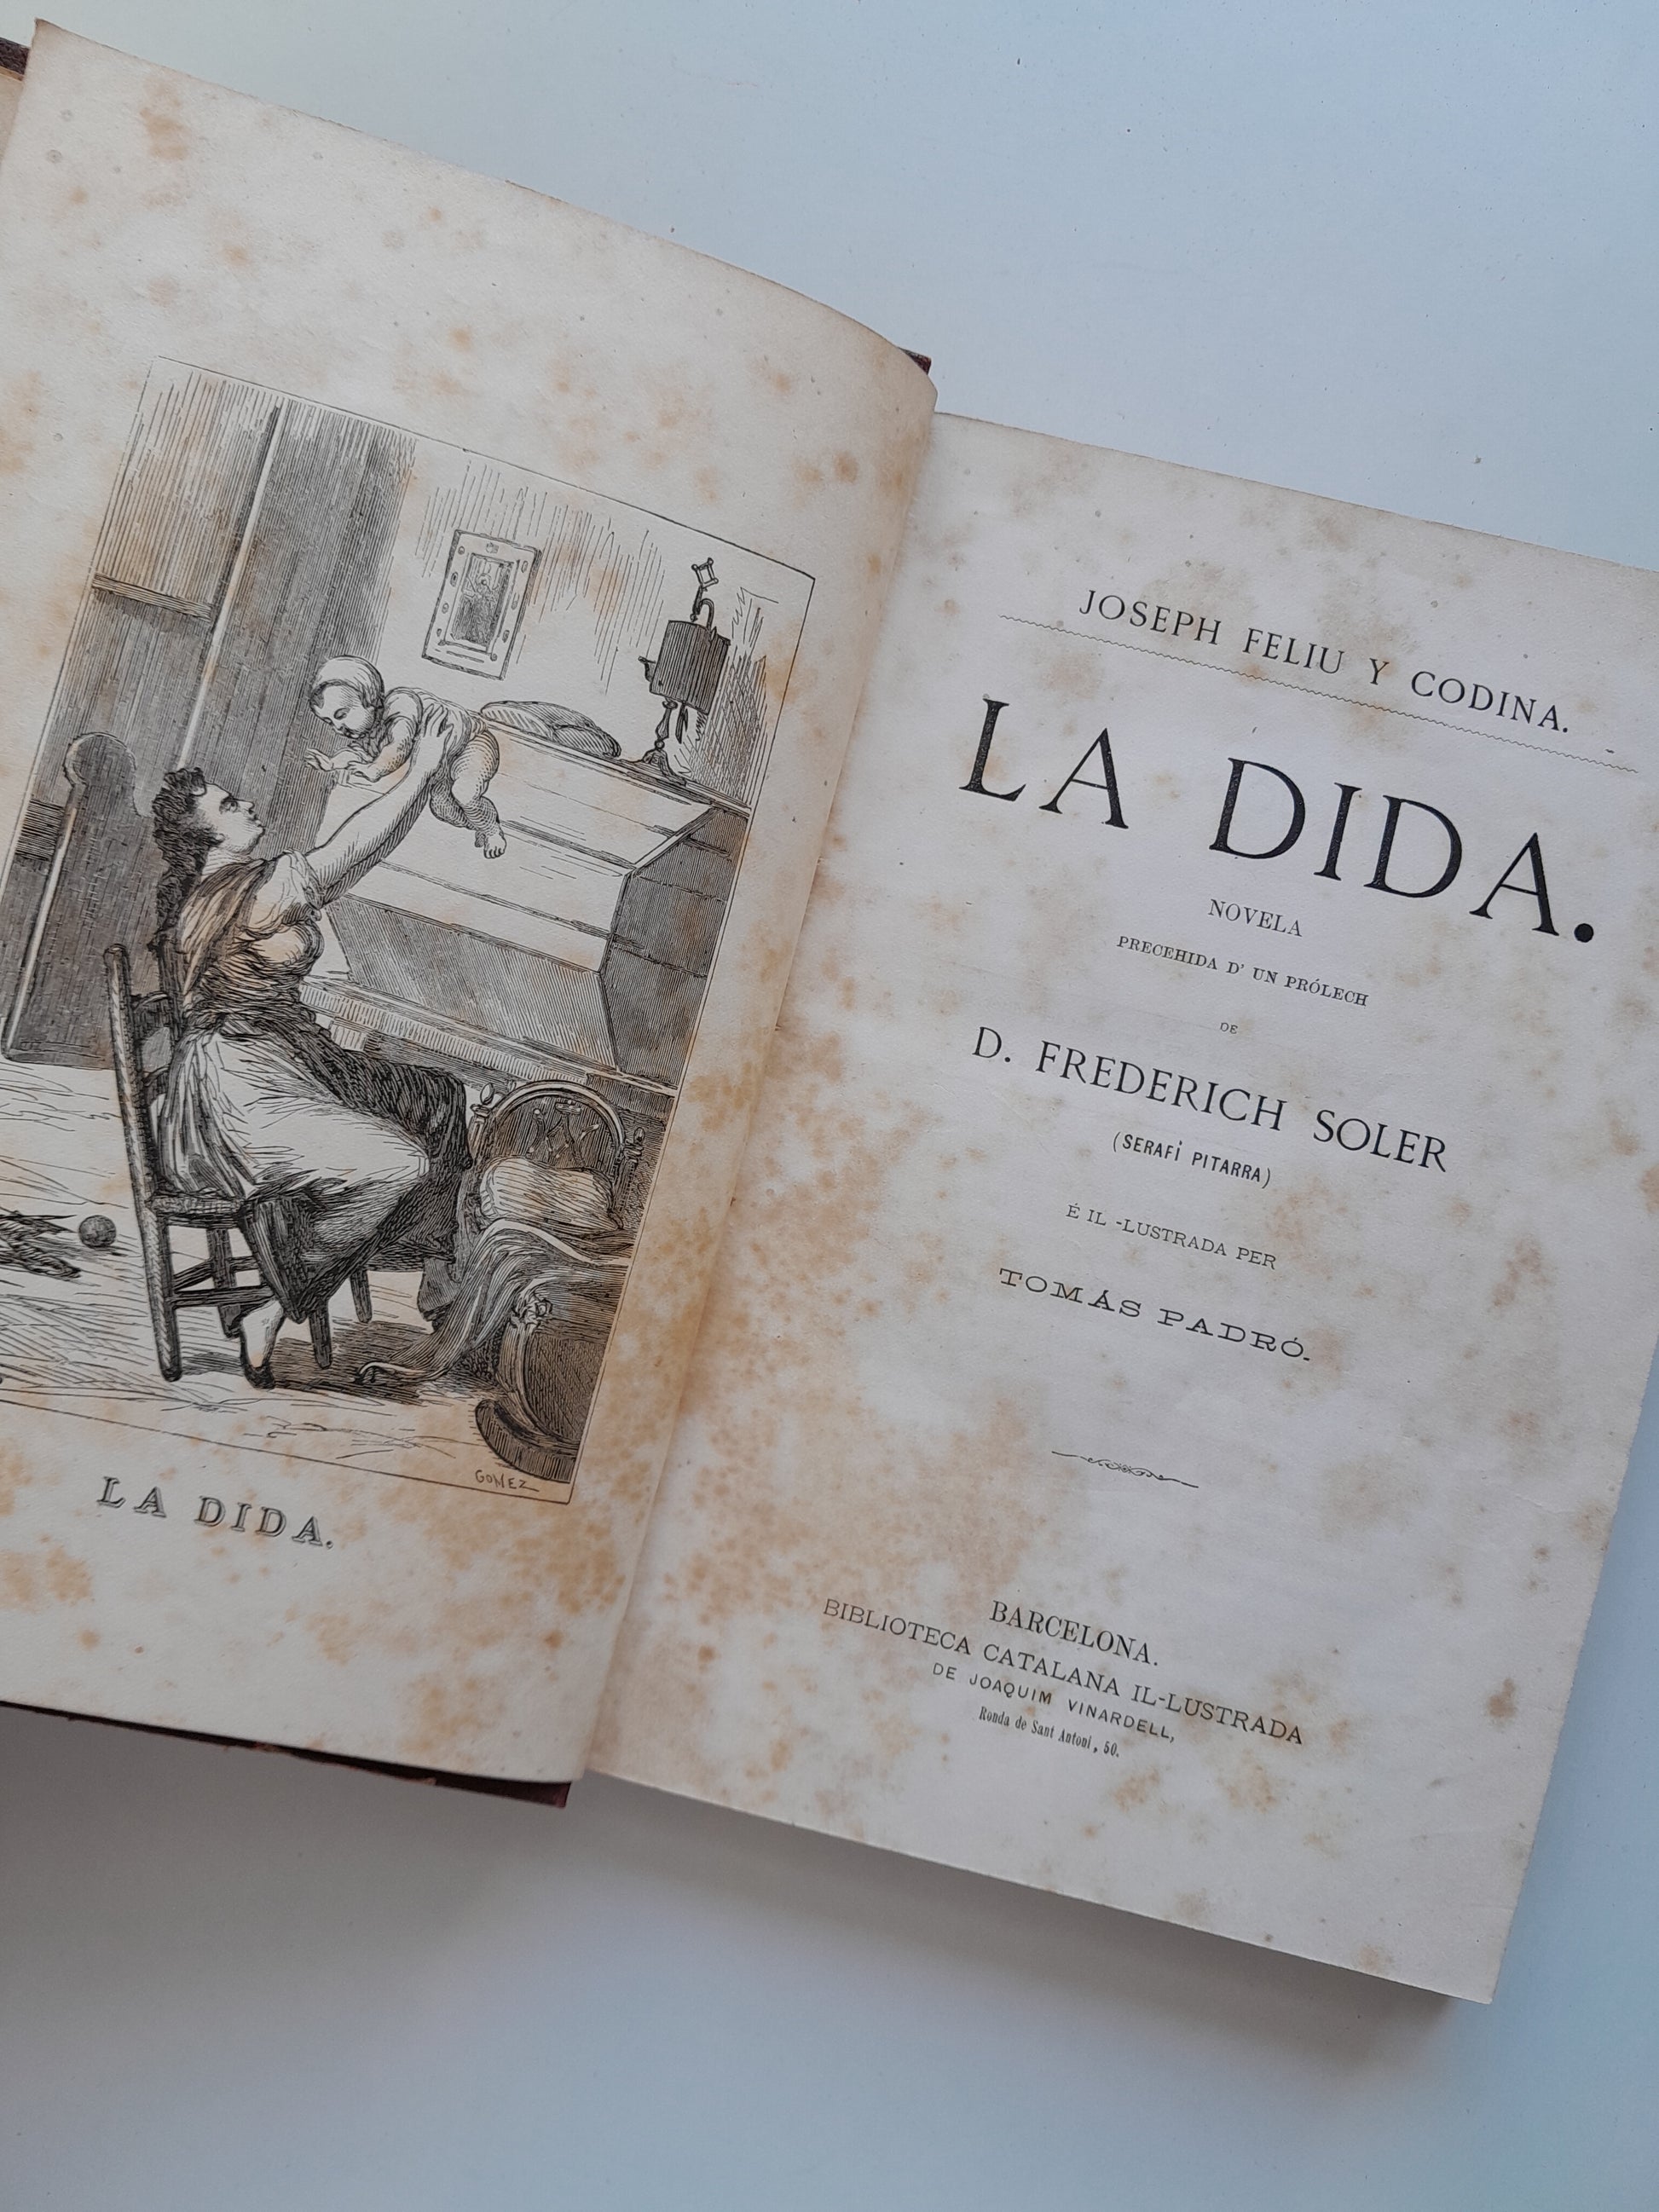 GOMEZ
LA DIDA.
JOSEPH FELIU Y CODINA.
LA DIDA.
NOVELA
PRECEHIDA D' UN PRÓLECH
DE
D. FREDERICH SOLER
(SERAFÍ PITARRA)
É IL -LUSTRADA PER
TOMÁS PADRÓ.
BARCELONA.
BIBLIOTECA CATALANA IL-LUSTRADA
DE JOAQUIM VINARDELL,
Ronda de Sant Antoni, 50.